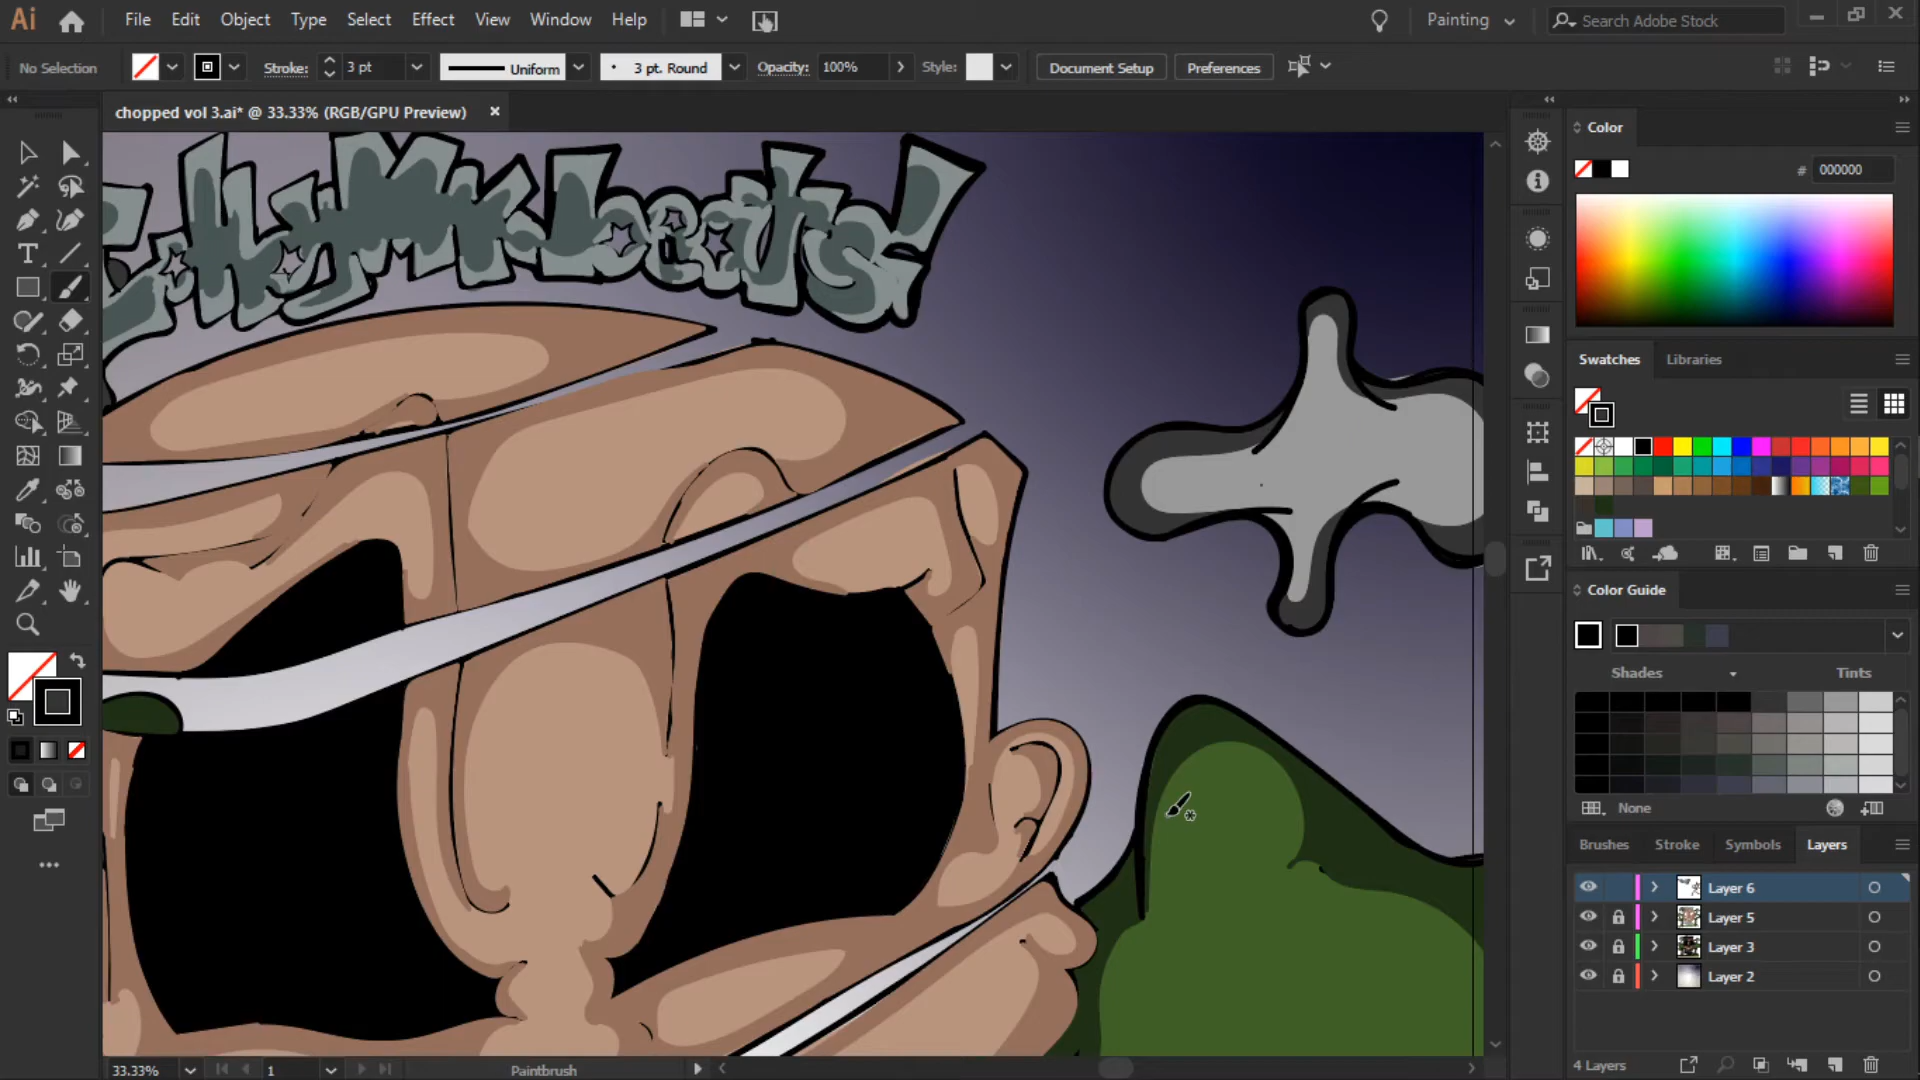 Ai File Edit Object Type Select Effect View Window Help Painting Search Adobe Stock
No Selection Stroke: 3 pt Uniform 3 pt. Round Opacity: 100% Style: Document Setup Preferences
chopped vol 3.ai* @ 33.33% (RGB/GPU Preview)
Color
# 000000
Swatches Libraries
Color Guide
Shades Tints
None
Brushes Stroke Symbols Layers
Layer 6
Layer 5
Layer 3
Layer 2
4 Layers
33.33% 1 Paintbrush